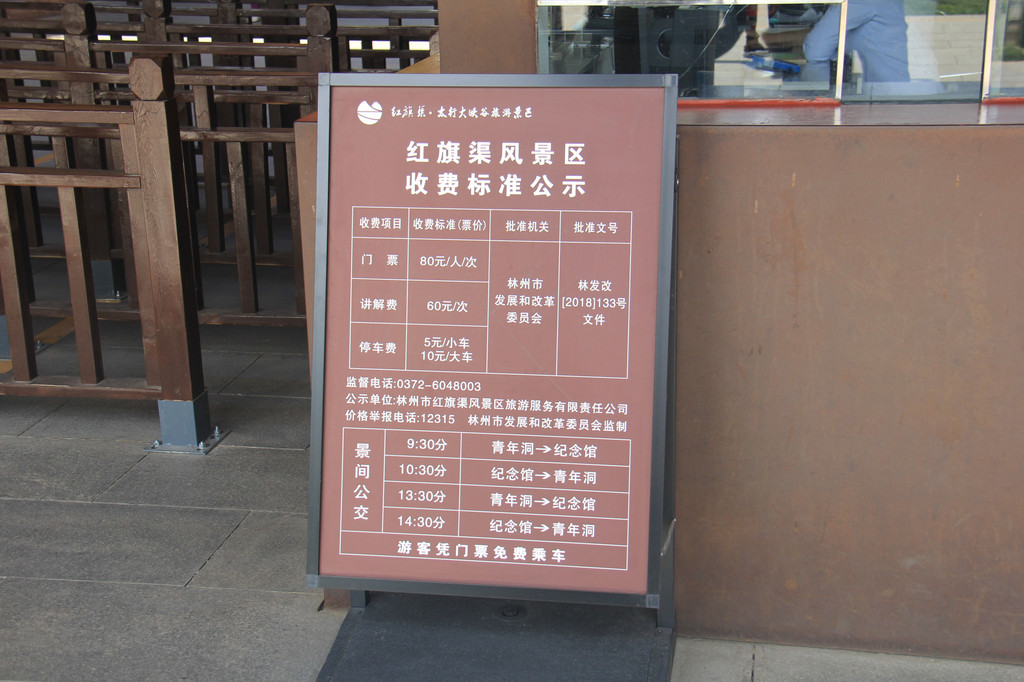 红旗渠·太行大峡谷旅游景区
红旗渠风景区
收费标准公示
收费项目 收费标准(票价) 批准机关 批准文号
门 票 80元/人/次
讲解费 60元/次
停车费 5元/小车
10元/大车
林州市
发展和改革
委员会
林发改
[2018]133号
文件
监督电话:0372-6048003
公示单位:林州市红旗渠风景区旅游服务有限责任公司
价格举报电话:12315 林州市发展和改革委员会监制
景间公交
9:30分 青年洞→纪念馆
10:30分 纪念馆→青年洞
13:30分 青年洞→纪念馆
14:30分 纪念馆→青年洞
游客凭门票免费乘车